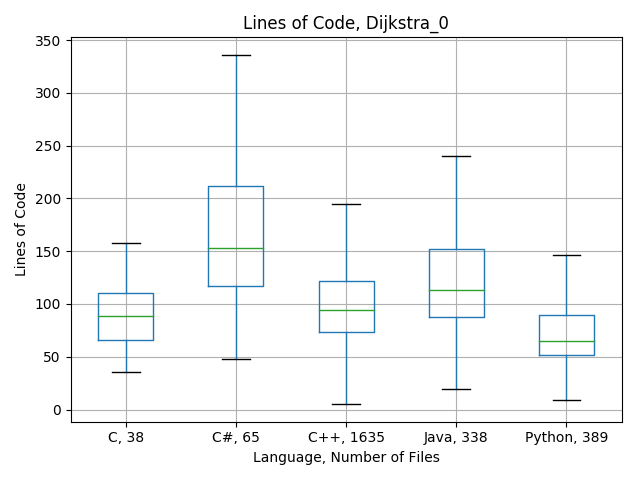 Lines of Code, Dijkstra_0
350
300
250
200
150
100
50
0
Lines of Code
C, 38
C#, 65
C++, 1635
Java, 338
Python, 389
Language, Number of Files